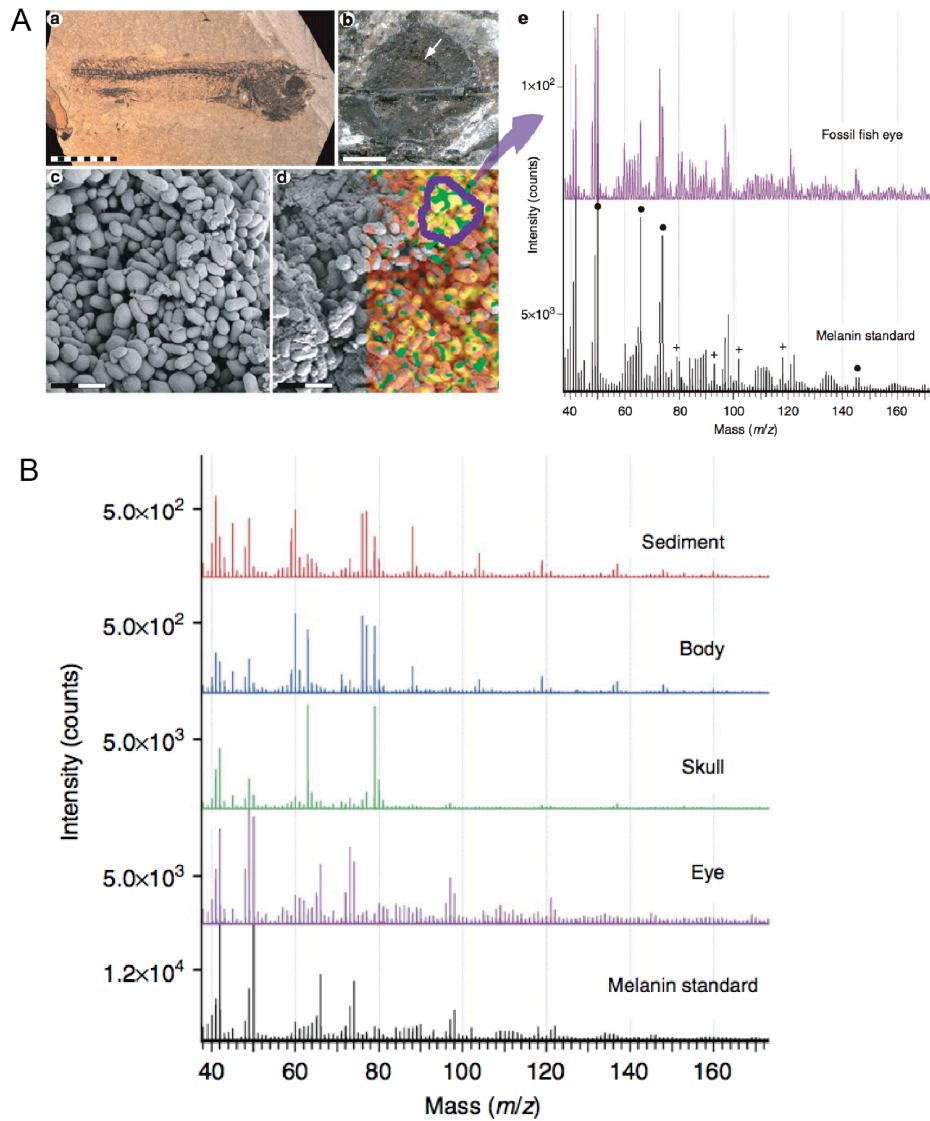 A
a
b
c
d
e
Intensity (counts)
1×10²
5×10³
Fossil fish eye
Melanin standard
40 60 80 100 120 140 160
Mass (m/z)
B
Intensity (counts)
5.0×10²
Sediment
5.0×10²
Body
5.0×10³
Skull
5.0×10³
Eye
1.2×10⁴
Melanin standard
40 60 80 100 120 140 160
Mass (m/z)